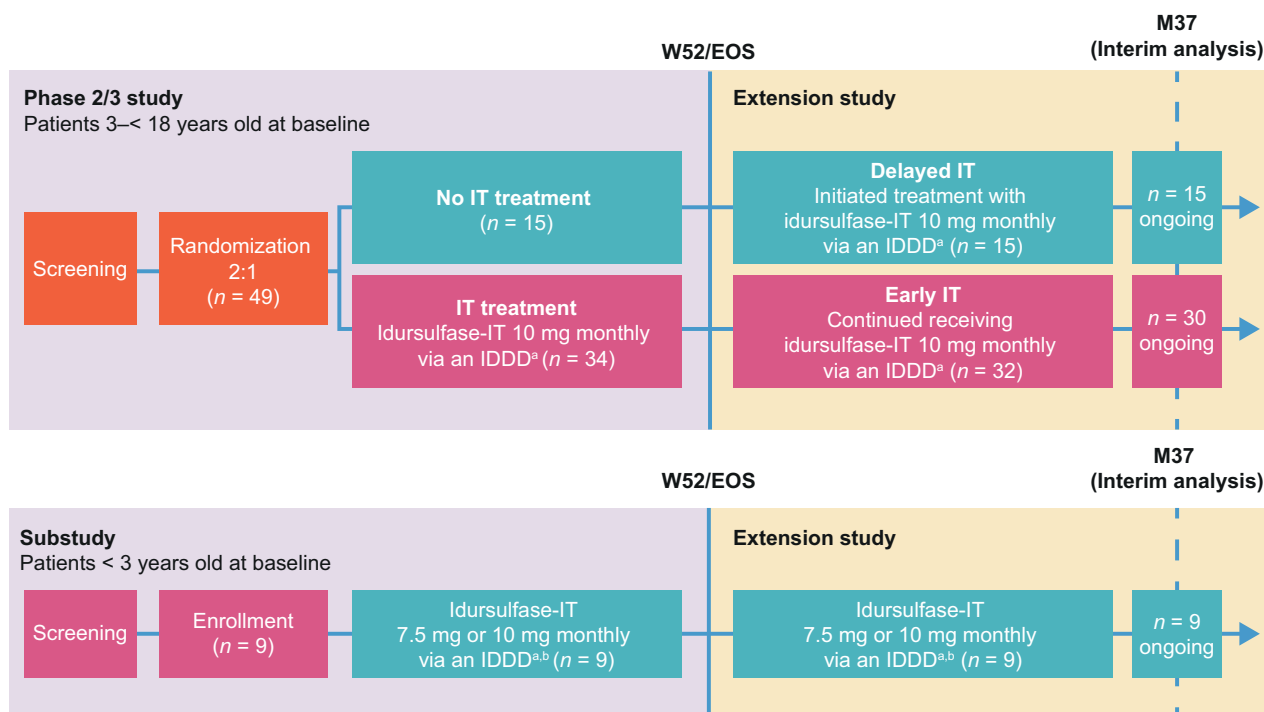 W52/EOS
M37
(Interim analysis)
Phase 2/3 study
Patients 3–< 18 years old at baseline
Extension study
Screening
Randomization
2:1
(n = 49)
No IT treatment
(n = 15)
Delayed IT
Initiated treatment with
idursulfase-IT 10 mg monthly
via an IDDDᵃ (n = 15)
n = 15
ongoing
IT treatment
Idursulfase-IT 10 mg monthly
via an IDDDᵃ (n = 34)
Early IT
Continued receiving
idursulfase-IT 10 mg monthly
via an IDDDᵃ (n = 32)
n = 30
ongoing
W52/EOS
M37
(Interim analysis)
Substudy
Patients < 3 years old at baseline
Extension study
Screening
Enrollment
(n = 9)
Idursulfase-IT
7.5 mg or 10 mg monthly
via an IDDDᵃ,ᵇ (n = 9)
Idursulfase-IT
7.5 mg or 10 mg monthly
via an IDDDᵃ,ᵇ (n = 9)
n = 9
ongoing